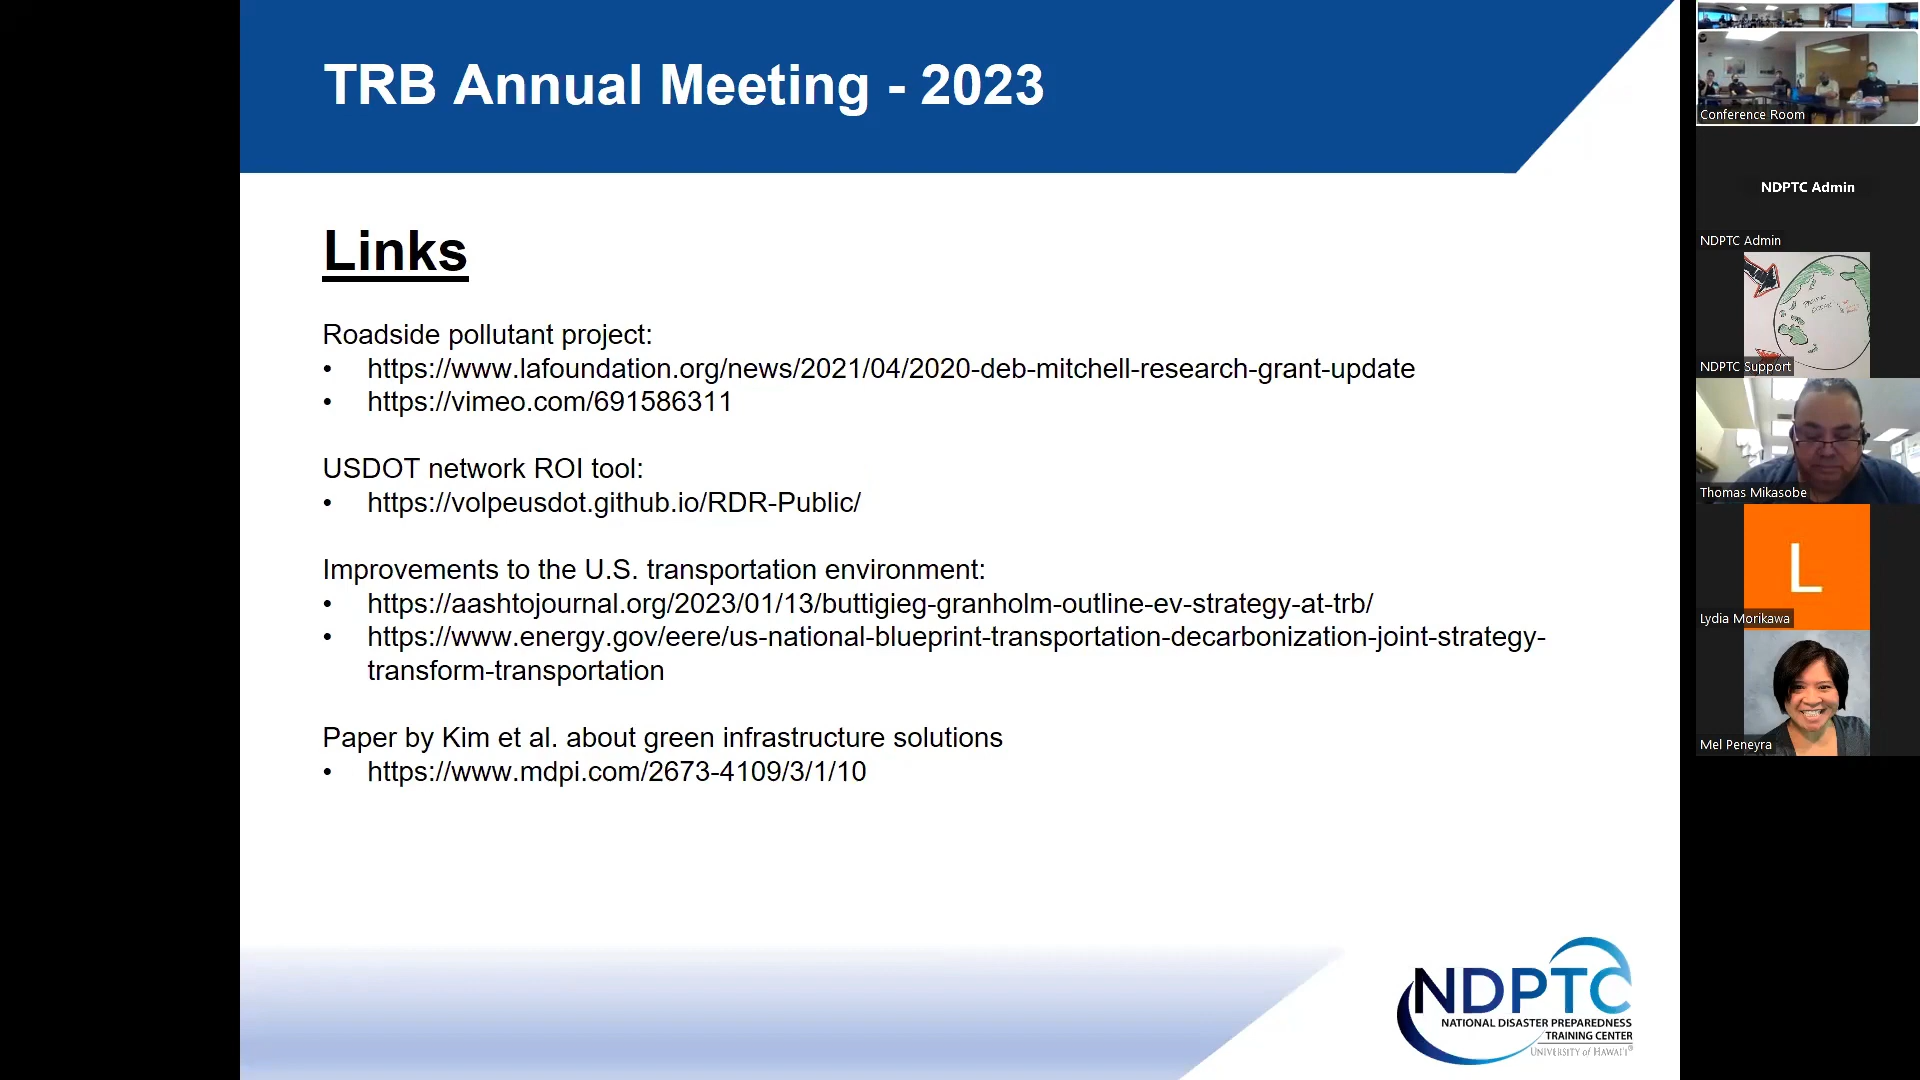 TRB Annual Meeting - 2023
Links
Roadside pollutant project:
• https://www.lafoundation.org/news/2021/04/2020-deb-mitchell-research-grant-update
• https://vimeo.com/691586311
USDOT network ROI tool:
• https://volpeusdot.github.io/RDR-Public/
Improvements to the U.S. transportation environment:
• https://aashtojournal.org/2023/01/13/buttigieg-granholm-outline-ev-strategy-at-trb/
• https://www.energy.gov/eere/us-national-blueprint-transportation-decarbonization-joint-strategy-
transform-transportation
Paper by Kim et al. about green infrastructure solutions
• https://www.mdpi.com/2673-4109/3/1/10
NDPTC
NATIONAL DISASTER PREPAREDNESS
TRAINING CENTER
UNIVERSITY of HAWAI'I®
Conference Room
NDPTC Admin
NDPTC Admin
NDPTC Support
Thomas Mikasobe
L
Lydia Morikawa
Mel Peneyra